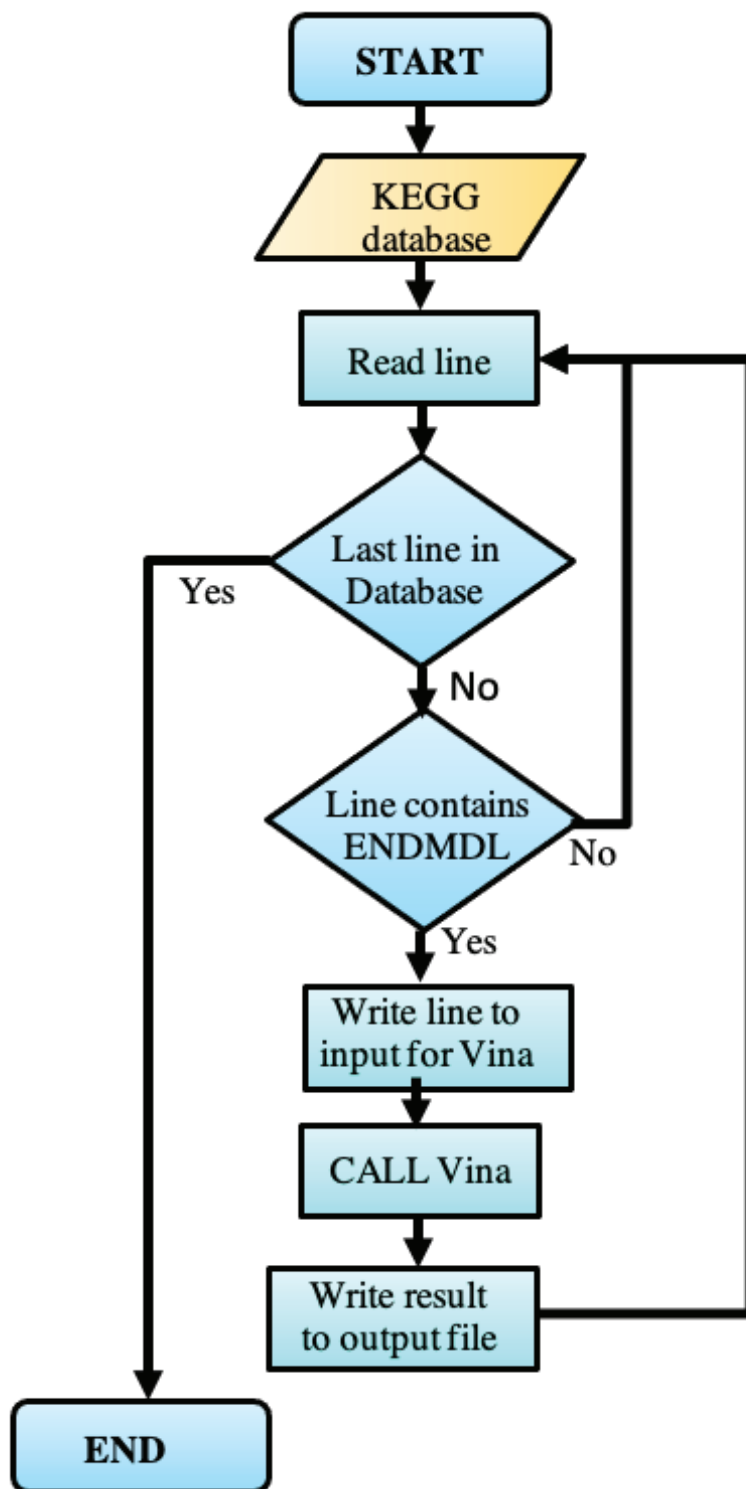 START
KEGG
database
Read line
Last line in
Database
Yes
No
Line contains
ENDMDL
No
Yes
Write line to
input for Vina
CALL Vina
Write result
to output file
END